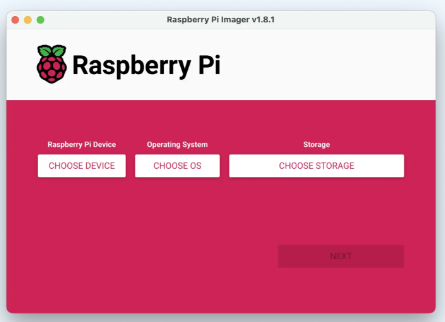 Raspberry Pi Imager v1.8.1
Raspberry Pi
Raspberry Pi Device Operating System Storage
CHOOSE DEVICE CHOOSE OS CHOOSE STORAGE
NEXT